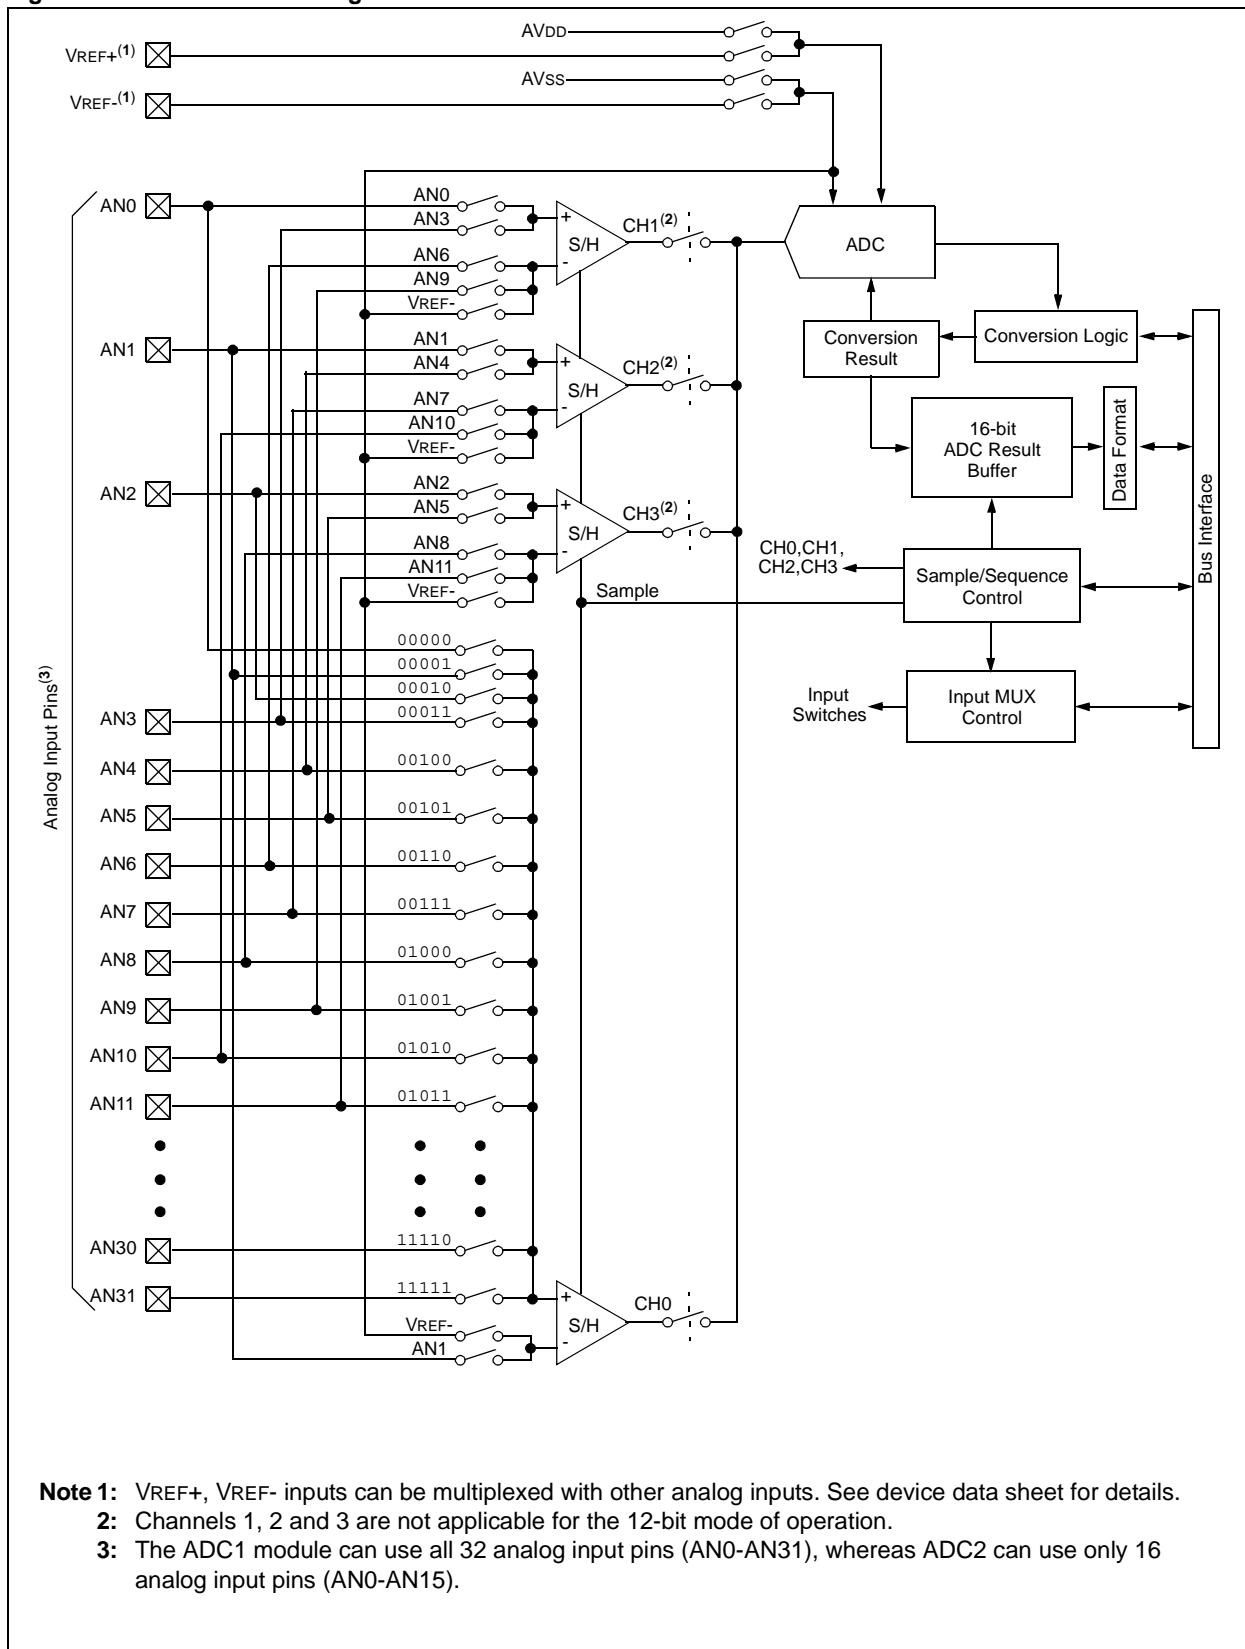 AVDD
VREF+(1)
AVSS
VREF-(1)
AN0
AN0
AN3
CH1(2)
+
S/H
-
ADC
AN6
AN9
VREF-
AN1
AN1
AN4
CH2(2)
+
S/H
-
Conversion
Result
Conversion Logic
AN7
AN10
VREF-
16-bit
ADC Result
Buffer
Data Format
Bus Interface
AN2
AN2
AN5
CH3(2)
+
S/H
-
AN8
AN11
VREF-
CH0,CH1,
CH2,CH3
Sample/Sequence
Control
Sample
Analog Input Pins(3)
00000
00001
00010
AN3
00011
Input
Switches
Input MUX
Control
AN4
00100
AN5
00101
AN6
00110
AN7
00111
AN8
01000
AN9
01001
AN10
01010
AN11
01011
AN30
11110
AN31
11111
+
S/H
-
CH0
VREF-
AN1
Note 1: VREF+, VREF- inputs can be multiplexed with other analog inputs. See device data sheet for details.
2: Channels 1, 2 and 3 are not applicable for the 12-bit mode of operation.
3: The ADC1 module can use all 32 analog input pins (AN0-AN31), whereas ADC2 can use only 16
analog input pins (AN0-AN15).